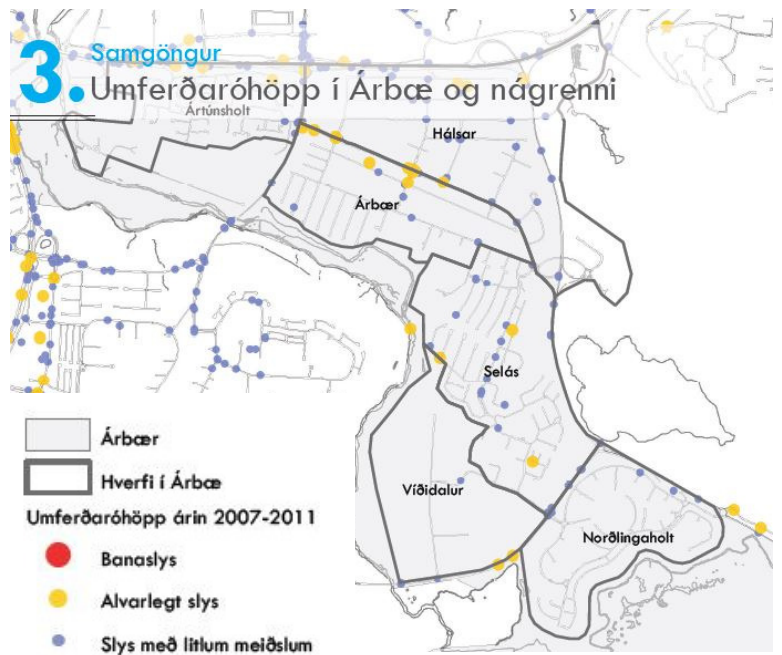 3.
Samgöngur
Umferðaróhöpp í Árbæ og nágrenni
Ártúnsholt
Hálsar
Árbær
Selás
Víðidalur
Norðlingaholt
Árbær
Hverfi í Árbæ
Umferðaróhöpp árin 2007-2011
Banaslys
Alvarlegt slys
Slys með litlum meiðslum